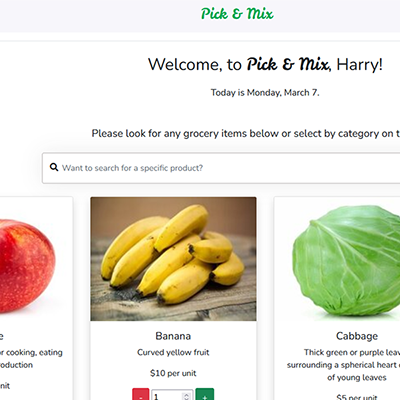 Pick & Mix
Welcome, to Pick & Mix, Harry!
Today is Monday, March 7.
Please look for any grocery items below or select by category on t
Want to search for a specific product?
e
r cooking, eating
roduction
nit
Banana
Curved yellow fruit
$10 per unit
- 1 +
Cabbage
Thick green or purple leav
surrounding a spherical heart
of young leaves
$5 per unit